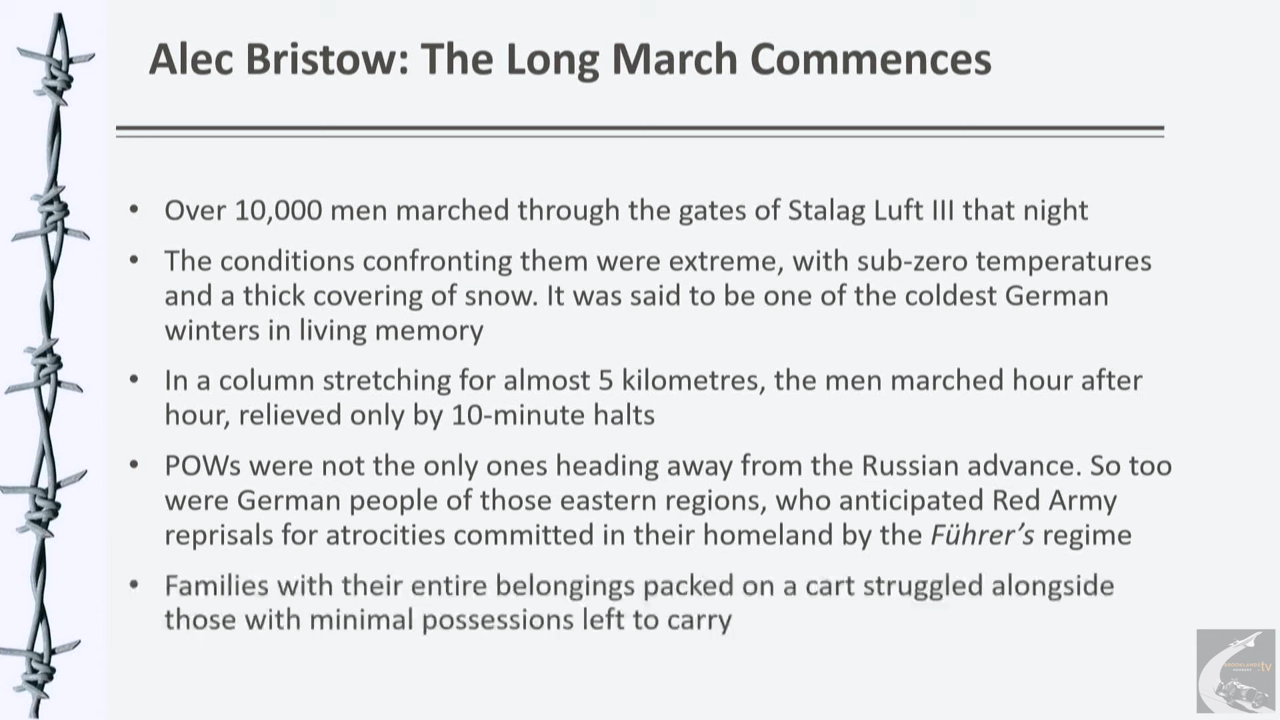 Alec Bristow: The Long March Commences
• Over 10,000 men marched through the gates of Stalag Luft III that night
• The conditions confronting them were extreme, with sub-zero temperatures
and a thick covering of snow. It was said to be one of the coldest German
winters in living memory
• In a column stretching for almost 5 kilometres, the men marched hour after
hour, relieved only by 10-minute halts
• POWs were not the only ones heading away from the Russian advance. So too
were German people of those eastern regions, who anticipated Red Army
reprisals for atrocities committed in their homeland by the Führer’s regime
• Families with their entire belongings packed on a cart struggled alongside
those with minimal possessions left to carry
BROOKLANDS
.tv